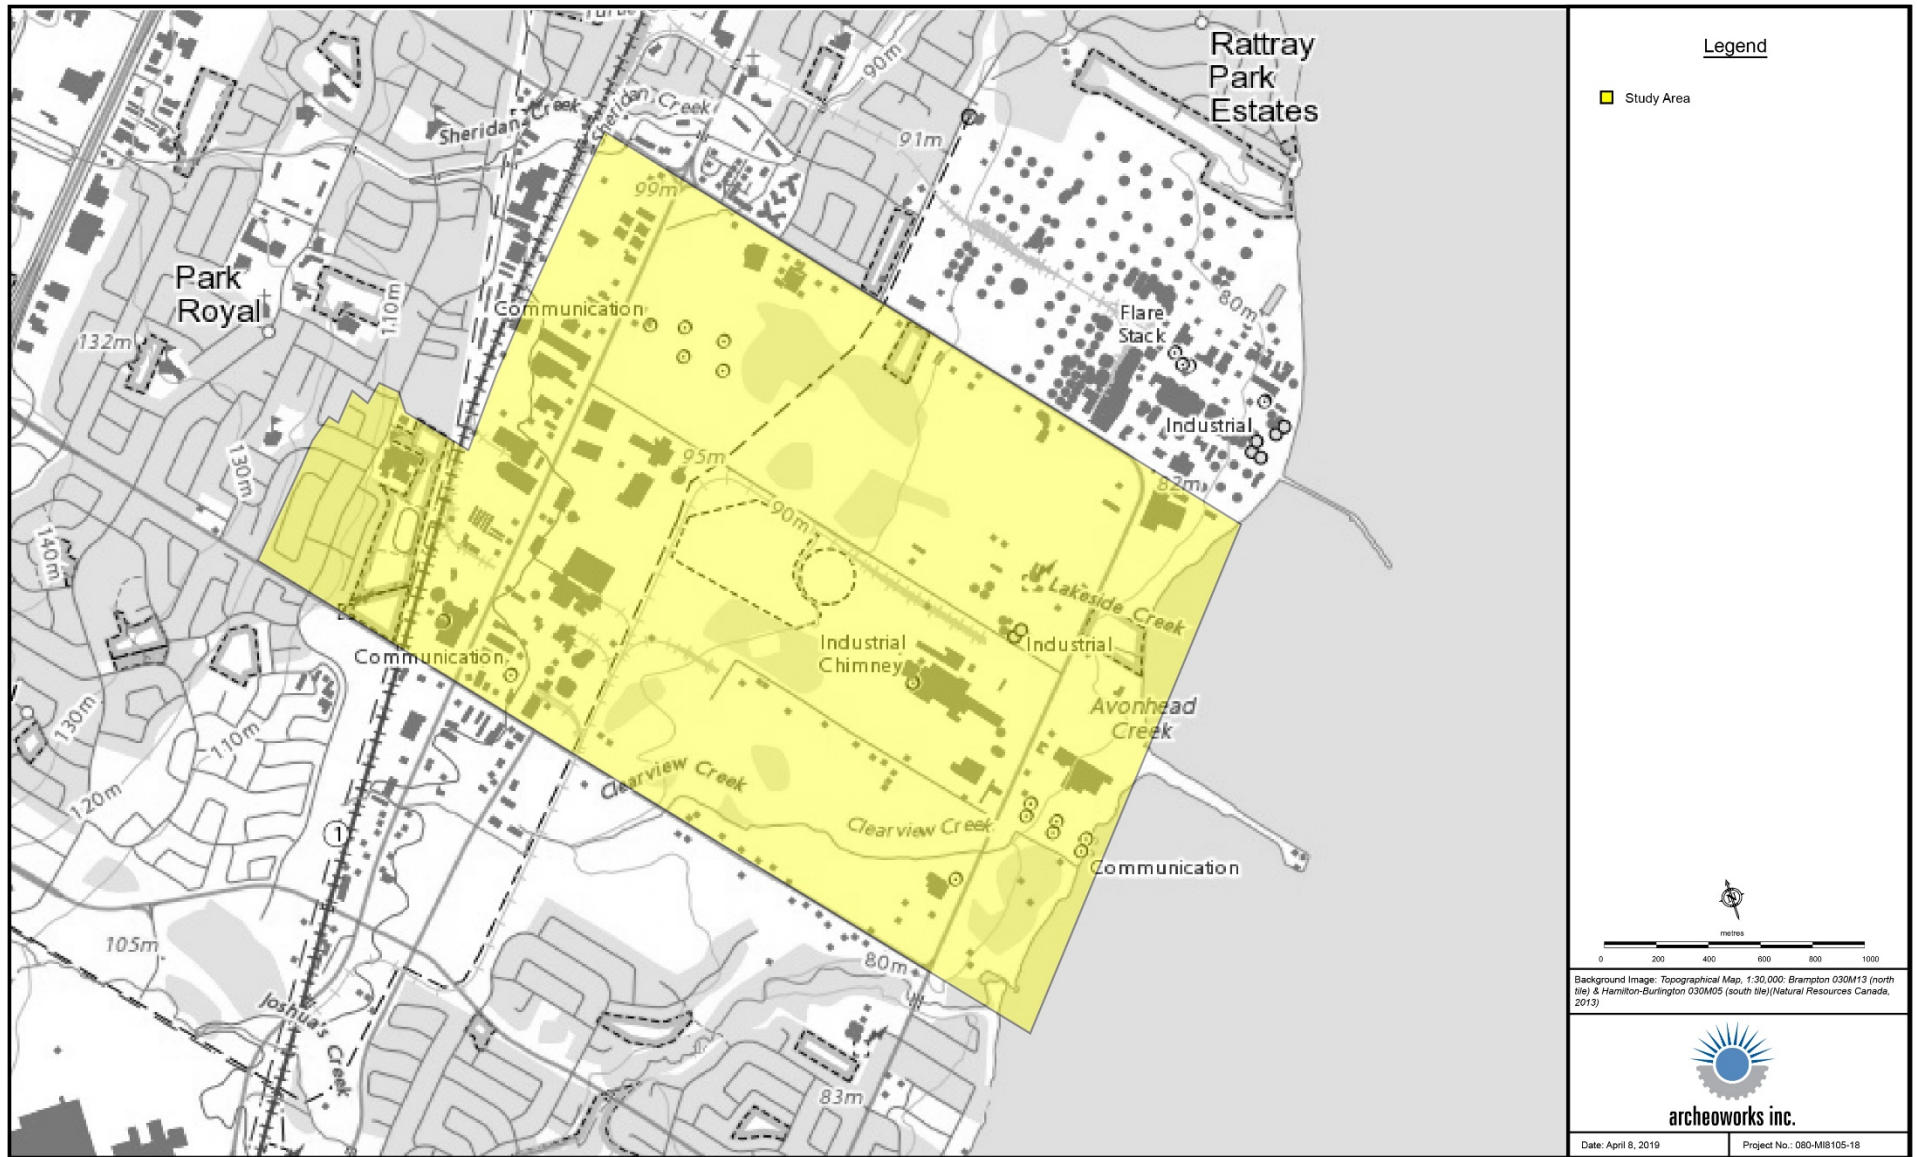 Rattray
Park
Estates
90m
Sheridan Creek
Sheridan Creek
91m
99m
Park
Royal
110m
132m
Communication
Flare
Stack
80m
Industrial
130m
95m
82m
140m
90m
Lakeside Creek
Industrial
Chimney
Industrial
Communication
Avonhead
Creek
130m
110m
120m
Clearview Creek
Clearview Creek
1
Communication
105m
80m
Joshua's Creek
83m
Legend
Study Area
N
metres
0 200 400 600 800 1000
Background Image: Topographical Map, 1:30,000: Brampton 030M13 (north
tile) & Hamilton-Burlington 030M05 (south tile)(Natural Resources Canada,
2013)
archeoworks inc.
Date: April 8, 2019
Project No.: 080-MI8105-18